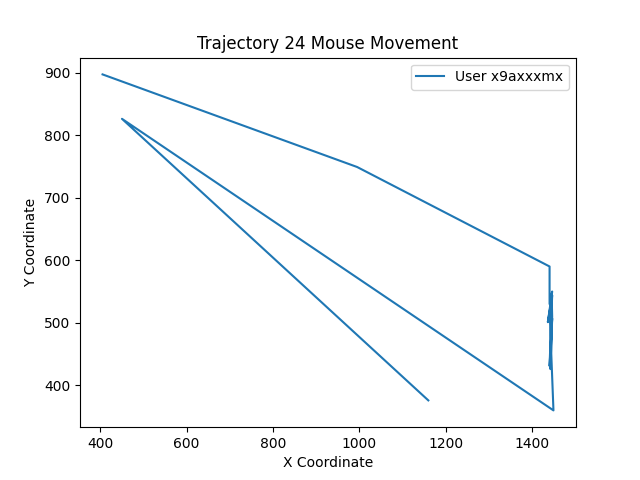 Trajectory 24 Mouse Movement
User x9axxxmx
Y Coordinate
900
800
700
600
500
400
400 600 800 1000 1200 1400
X Coordinate